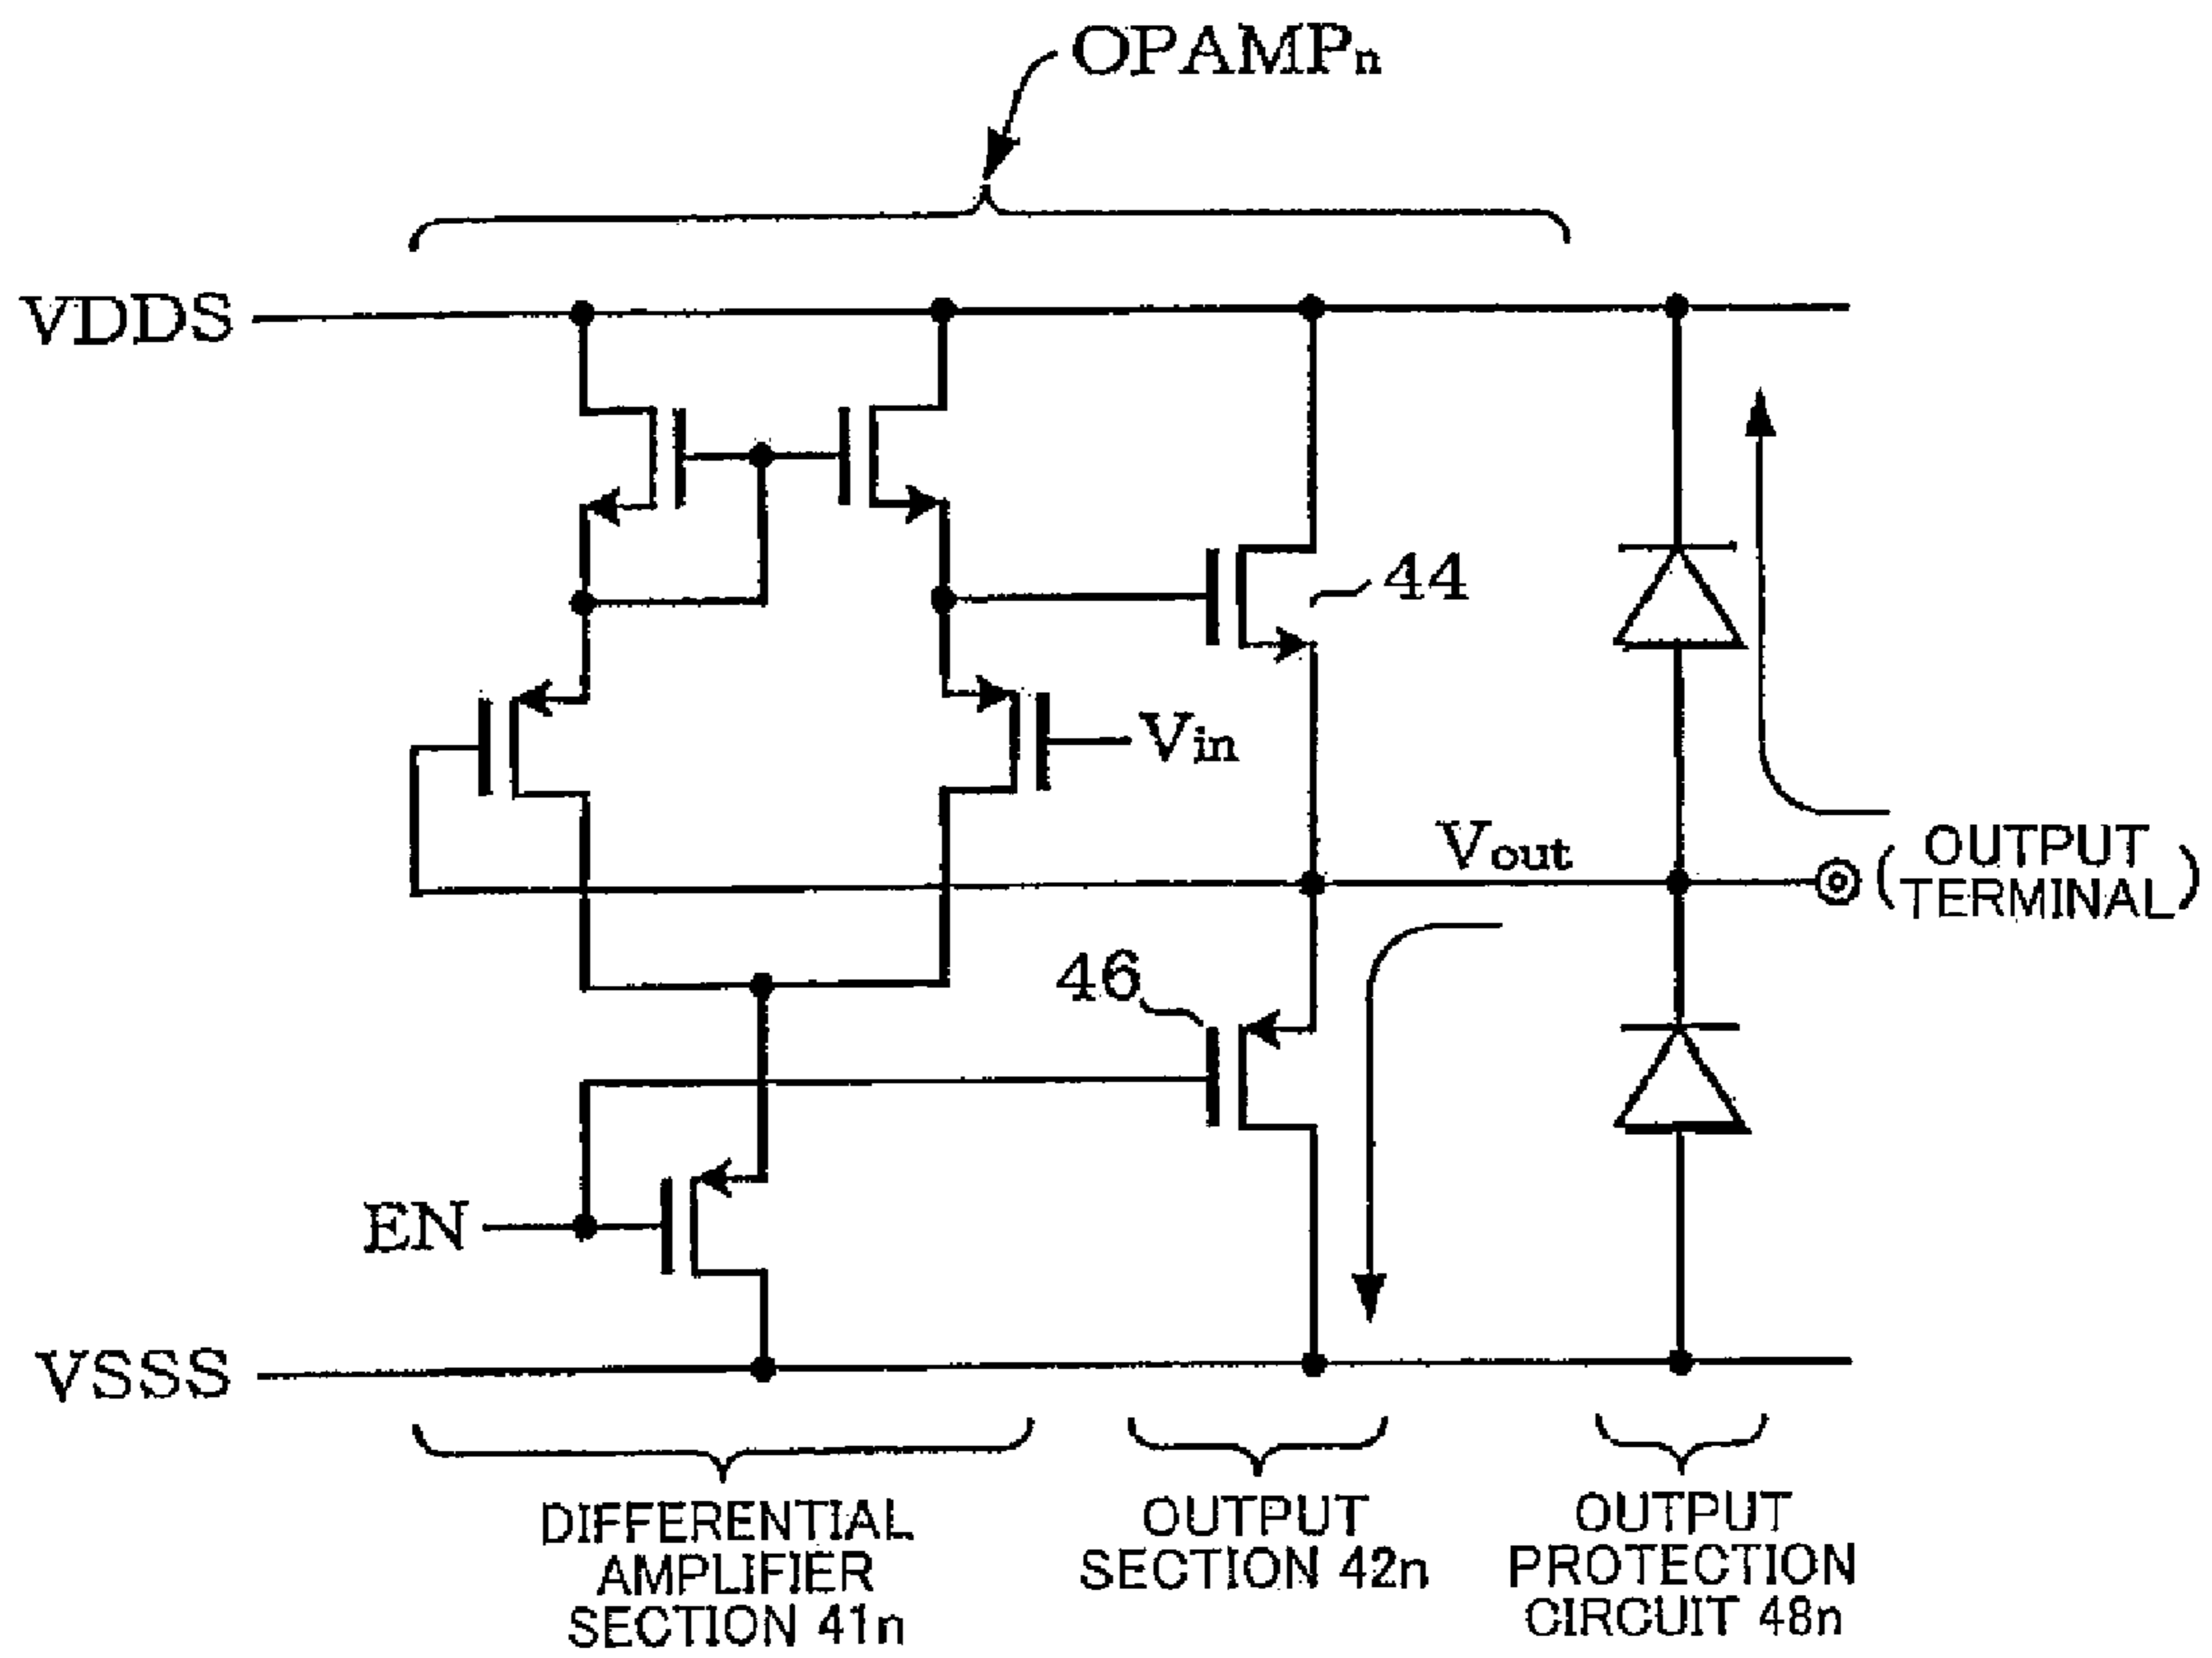 OPAMPn
VDDS
44
Vin
Vout
(OUTPUT
TERMINAL)
46
EN
VSSS
DIFFERENTIAL
AMPLIFIER
SECTION 41n
OUTPUT
SECTION 42n
OUTPUT
PROTECTION
CIRCUIT 48n